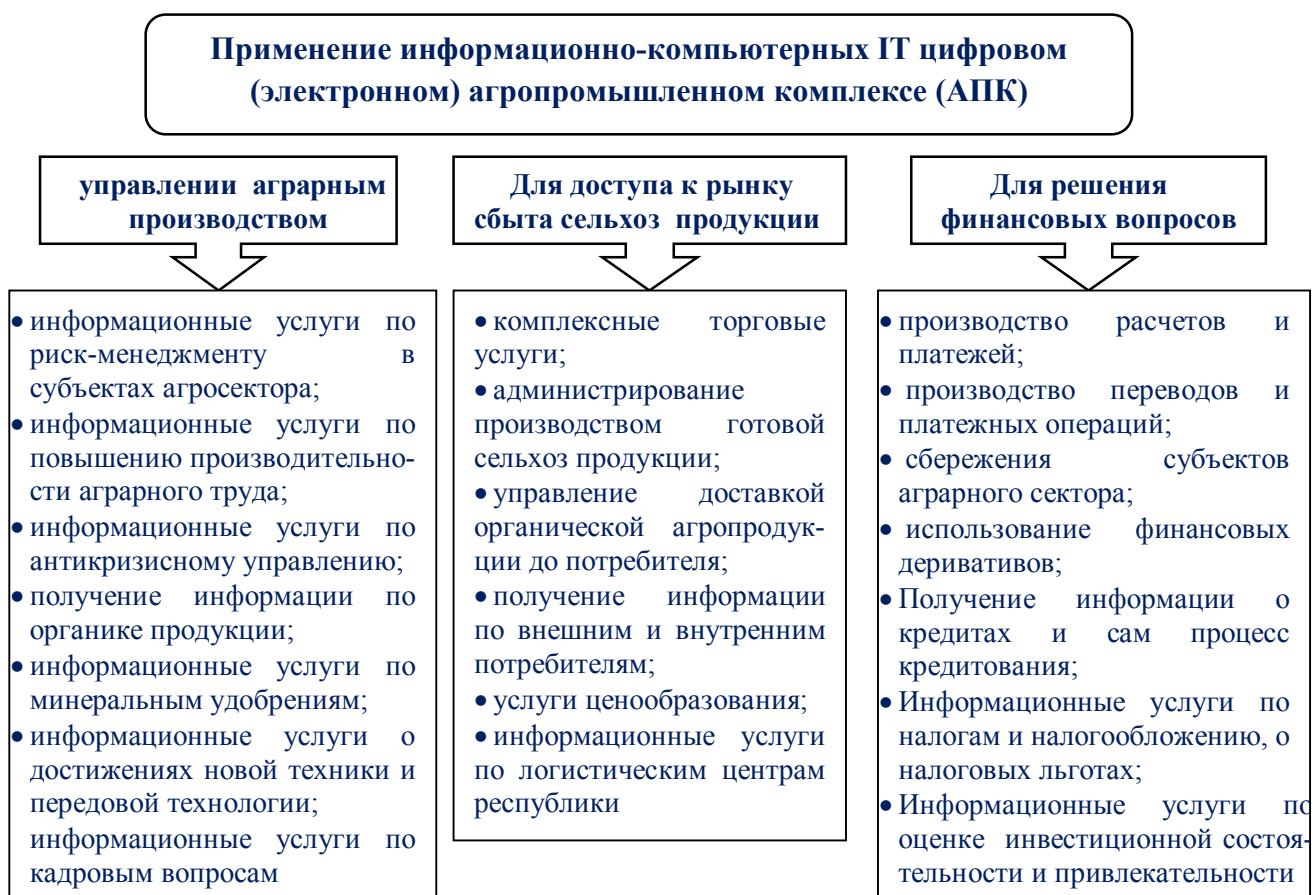 Применение информационно-компьютерных IT цифровом
(электронном) агропромышленном комплексе (АПК)
управлении аграрным
производством
Для доступа к рынку
сбыта сельхоз продукции
Для решения
финансовых вопросов
• информационные услуги по
риск-менеджменту в
субъектах агросектора;
• информационные услуги по
повышению производительно-
сти аграрного труда;
• информационные услуги по
антикризисному управлению;
• получение информации по
органике продукции;
• информационные услуги по
минеральным удобрениям;
• информационные услуги о
достижениях новой техники и
передовой технологии;
информационные услуги по
кадровым вопросам
• комплексные торговые
услуги;
• администрирование
производством готовой
сельхоз продукции;
• управление доставкой
органической агропродук-
ции до потребителя;
• получение информации
по внешним и внутренним
потребителям;
• услуги ценообразования;
• информационные услуги
по логистическим центрам
республики
• производство расчетов и
платежей;
• производство переводов и
платежных операций;
• сбережения субъектов
аграрного сектора;
• использование финансовых
деривативов;
• Получение информации о
кредитах и сам процесс
кредитования;
• Информационные услуги по
налогам и налогообложению, о
налоговых льготах;
• Информационные услуги по
оценке инвестиционной состоя-
тельности и привлекательности